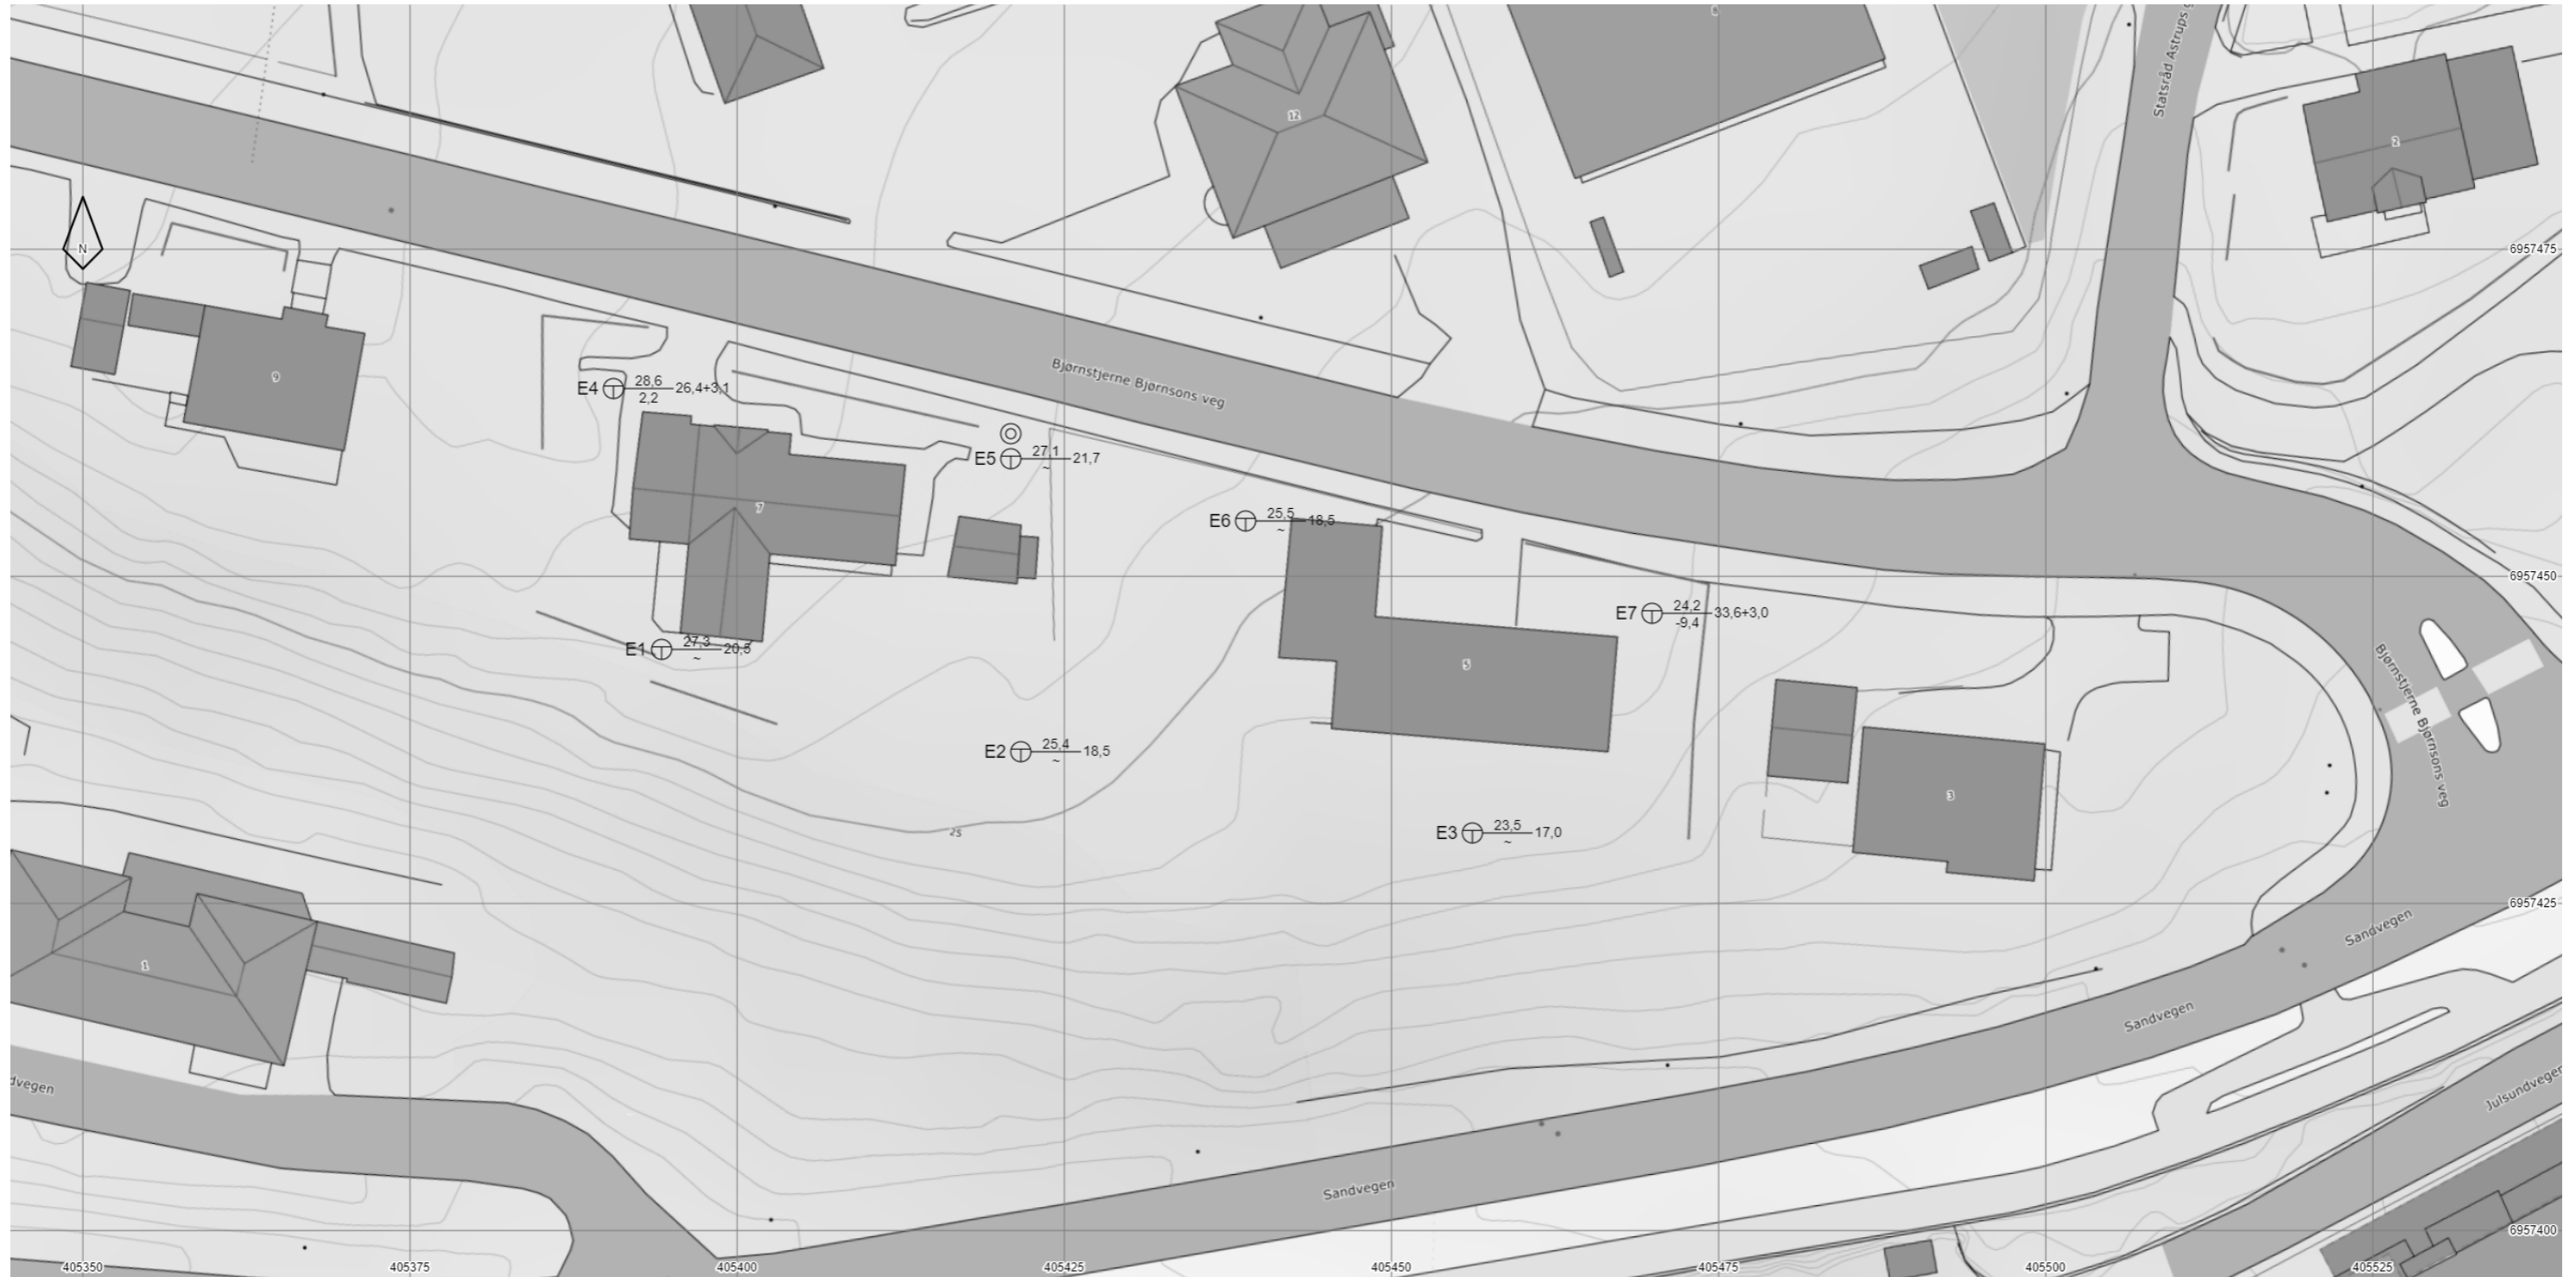 8
Statsråd Astrups g
12
2
N
6957475
9
Bjørnstjerne Bjørnsons veg
E4 28,6 26,4+3,1
2,2
E5 27,1 21,7
~
7
E6 25,5 18,5
~
6957450
E7 24,2 33,6+3,0
-9,4
E1 27,3 20,5
~
5
Bjørnstjerne Bjørnsons veg
E2 25,4 18,5
~
3
25
E3 23,5 17,0
~
6957425
Sandvegen
1
Sandvegen
dvegen
Julsundvegen
Sandvegen
6957400
405350 405375 405400 405425 405450 405475 405500 405525